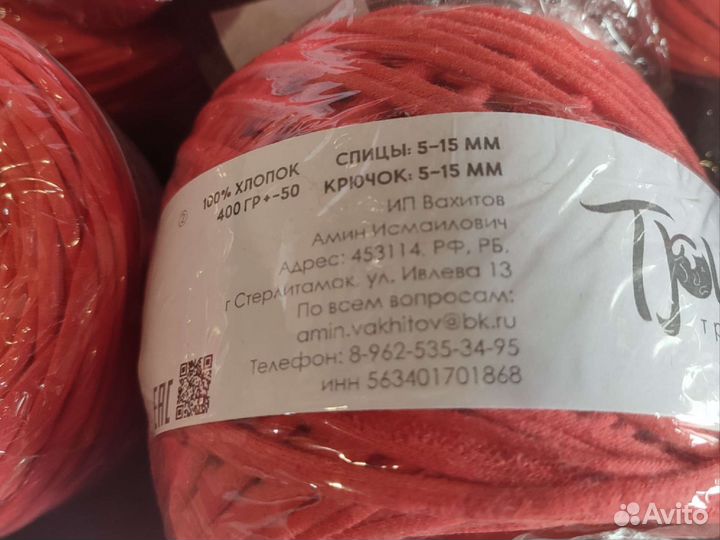 100% ХЛОПОК
400 ГР +-50
СПИЦЫ: 5-15 ММ
КРЮЧОК: 5-15 ММ
ИП Вахитов
Амин Исмаилович
Адрес: 453114, РФ, РБ,
г Стерлитамак, ул. Ивлева 13
По всем вопросам:
amin.vakhitov@bk.ru
Телефон: 8-962-535-34-95
ИНН 563401701868
EAC
Avito